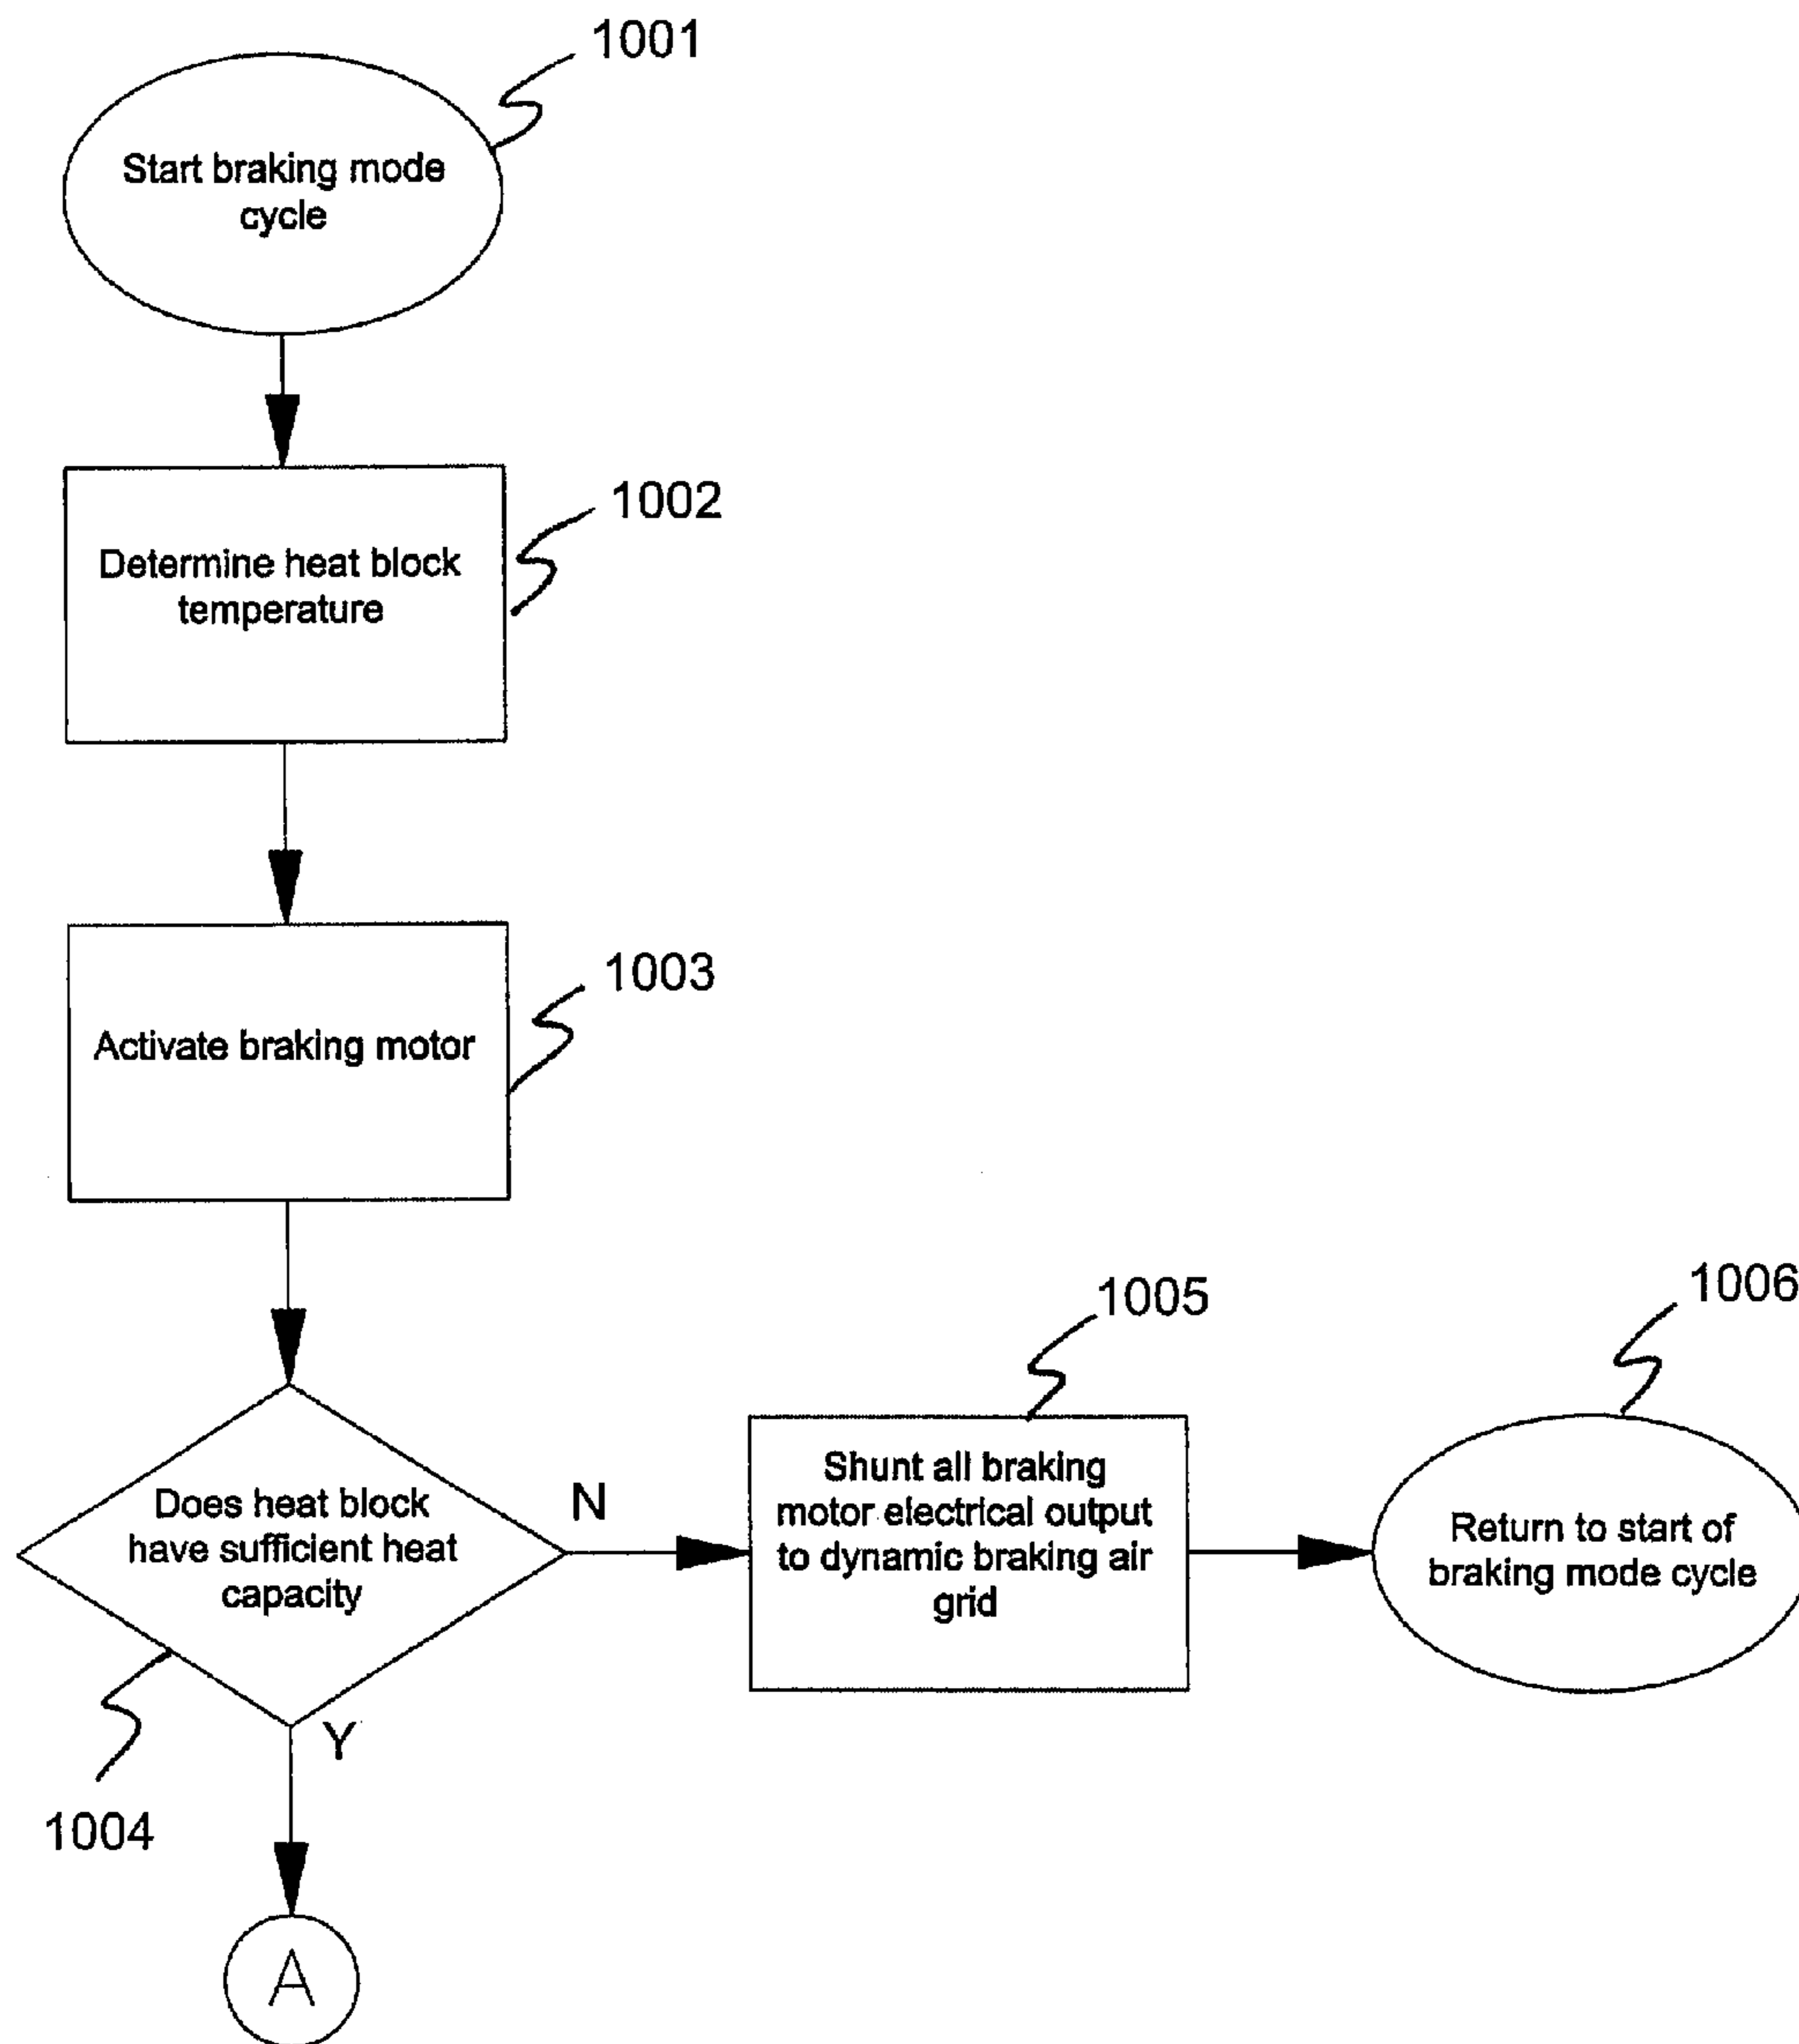 1001
Start braking mode
cycle
1002
Determine heat block
temperature
1003
Activate braking motor
1004
Does heat block
have sufficient heat
capacity
N
Y
1005
Shunt all braking
motor electrical output
to dynamic braking air
grid
1006
Return to start of
braking mode cycle
A